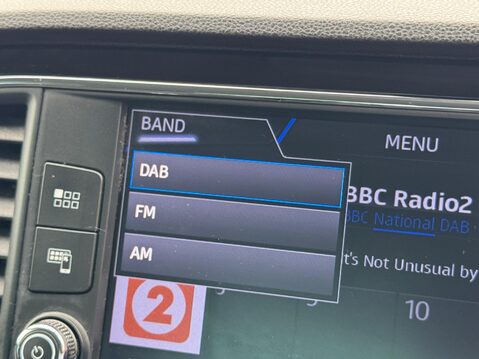 BAND
MENU
DAB
FM
AM
BBC Radio2
BBC National DAB
's Not Unusual by
2
10